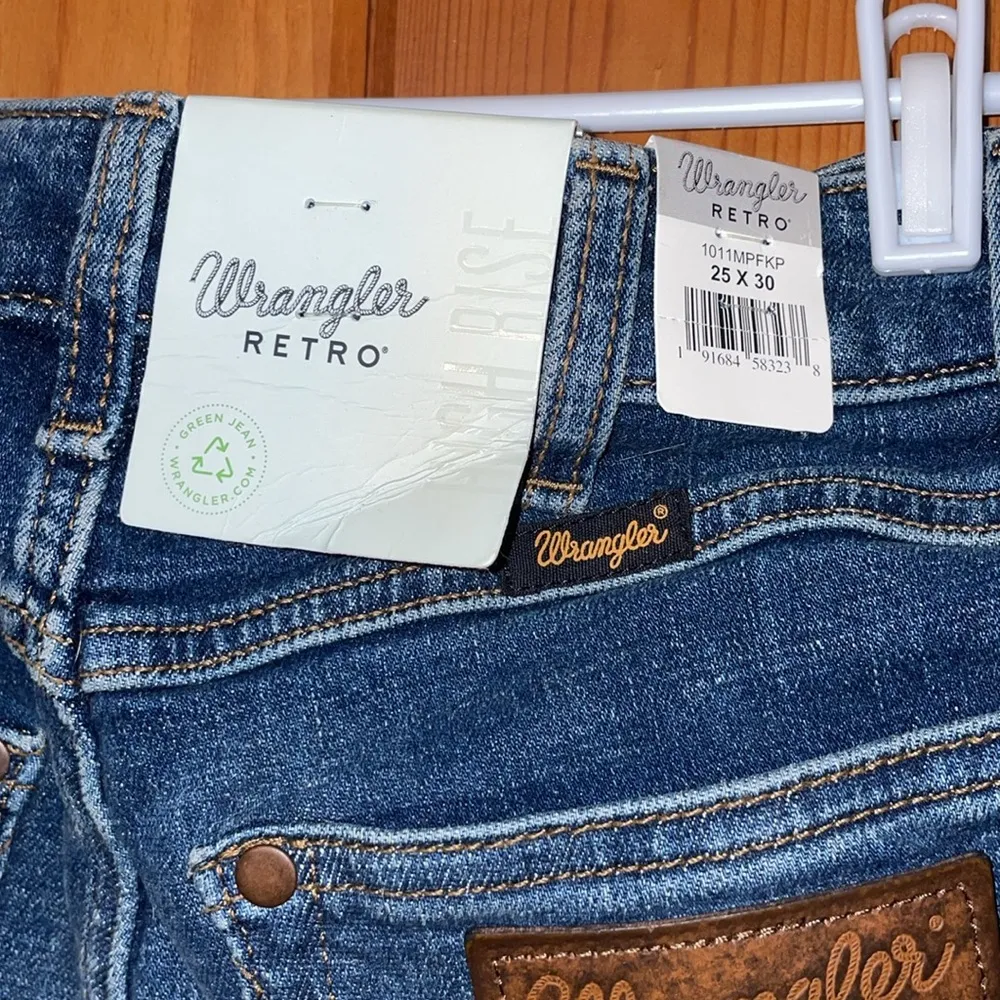 Wrangler
RETRO®
HIGH RISE
GREEN JEAN
WRANGLER.COM
Wrangler
RETRO®
1011MPFKP
25 X 30
1 91684 58323 8
Wrangler®
Wrangler®